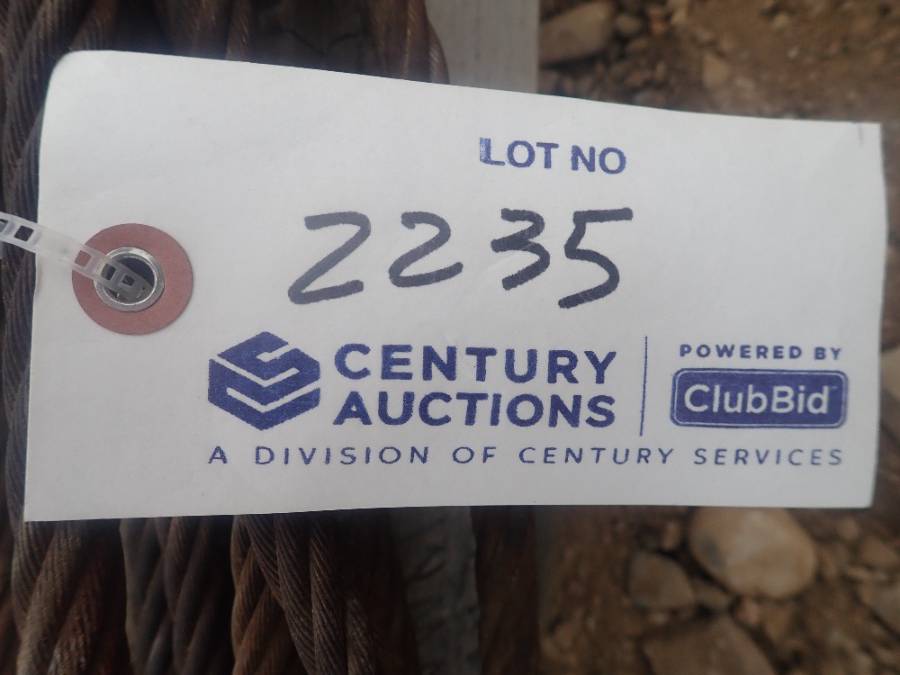 LOT NO
2235
CENTURY
AUCTIONS
POWERED BY
ClubBid
A DIVISION OF CENTURY SERVICES